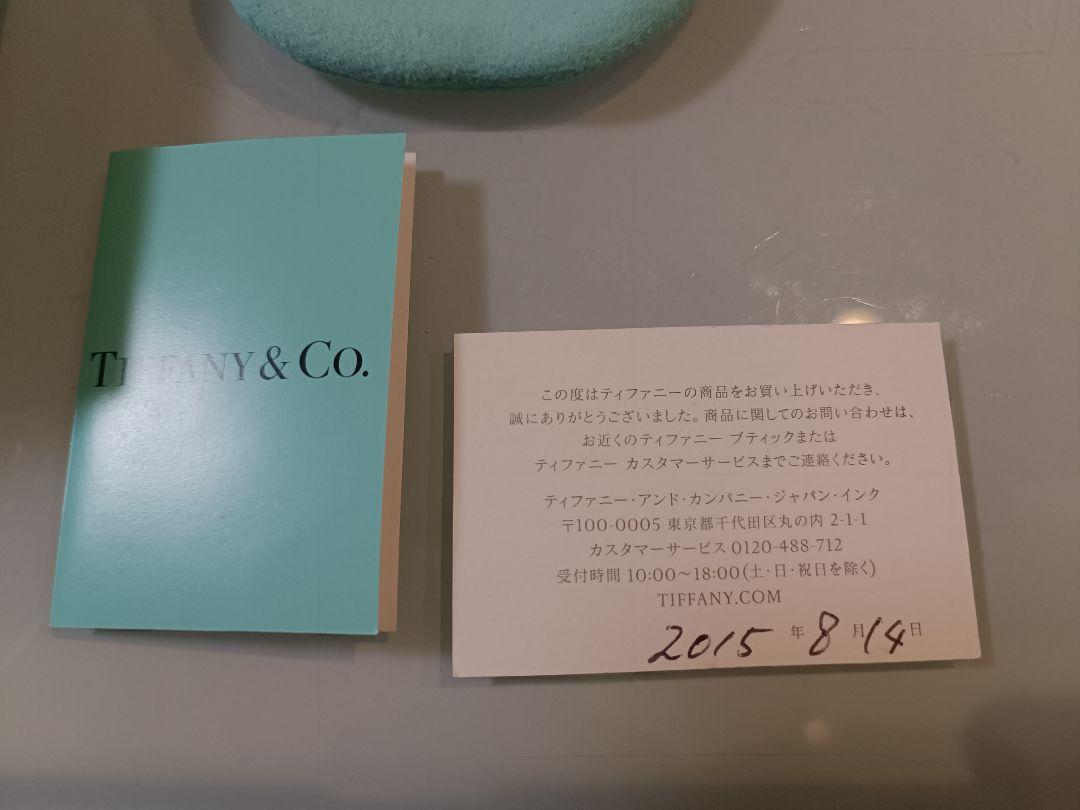 TIFFANY & CO.
この度はティファニーの商品をお買い上げいただき、
誠にありがとうございました。商品に関してのお問い合わせは、
お近くのティファニー ブティックまたは
ティファニー カスタマーサービスまでご連絡ください。
ティファニー・アンド・カンパニー・ジャパン・インク
〒100-0005 東京都千代田区丸の内 2-1-1
カスタマーサービス 0120-488-712
受付時間 10:00〜18:00(土・日・祝日を除く)
TIFFANY.COM
2015 年 8 月 14 日